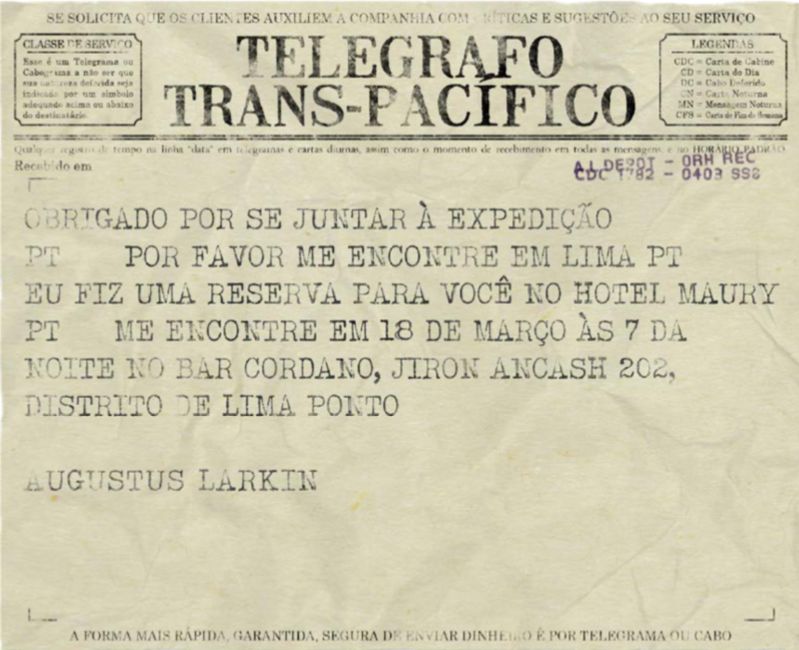 SE SOLICITA QUE OS CLIENTES AUXILIEM A COMPANHIA COM CRÍTICAS E SUGESTÕES AO SEU SERVIÇO
CLASSE DE SERVIÇO
Esse é um Telegrama ou
Cabograma a não ser que
sua natureza deferida seja
indicado por um símbolo
adequado acima ou abaixo
do destinatário.
TELEGRAFO
TRANS-PACÍFICO
LEGENDAS
CDC = Carta de Cabine
CD = Carta do Dia
DC = Cabo Deferido
CN = Carta Noturna
MN = Mensagem Noturna
CFS = Carta de Fim de Semana
Qualquer registro de tempo na linha "data" em telegramas e cartas diurnas, assim como o momento de recebimento em todas as mensagens, e no HORÁRIO PADRÃO
Recebido em
A.I DEPOT - ORH REC
CDC 1782 - 0403 SS8
OBRIGADO POR SE JUNTAR À EXPEDIÇÃO
PT POR FAVOR ME ENCONTRE EM LIMA PT
EU FIZ UMA RESERVA PARA VOCÊ NO HOTEL MAURY
PT ME ENCONTRE EM 18 DE MARÇO ÀS 7 DA
NOITE NO BAR CORDANO, JIRON ANCASH 202,
DISTRITO DE LIMA PONTO
AUGUSTUS LARKIN
A FORMA MAIS RÁPIDA, GARANTIDA, SEGURA DE ENVIAR DINHEIRO É POR TELEGRAMA OU CABO